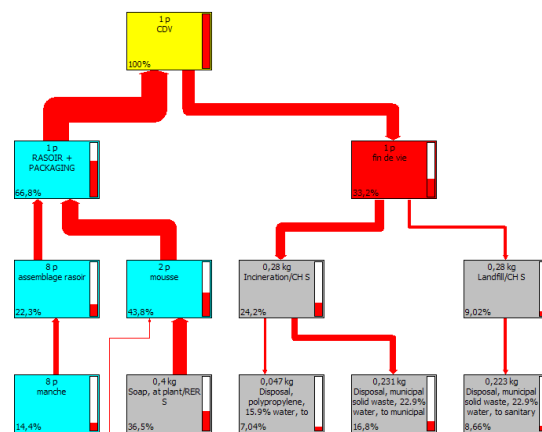 1 p
CDV
100%
1 p
RASOIR +
PACKAGING
66,8%
1 p
fin de vie
33,2%
8 p
assemblage rasoir
22,3%
2 p
mousse
43,8%
0,28 kg
Incineration/CH S
24,2%
0,28 kg
Landfill/CH S
9,02%
8 p
manche
14,4%
0,4 kg
Soap, at plant/RER
S
36,5%
0,047 kg
Disposal,
polypropylene,
15.9% water, to
7,04%
0,231 kg
Disposal, municipal
solid waste, 22.9%
water, to municipal
16,8%
0,223 kg
Disposal, municipal
solid waste, 22.9%
water, to sanitary
8,66%